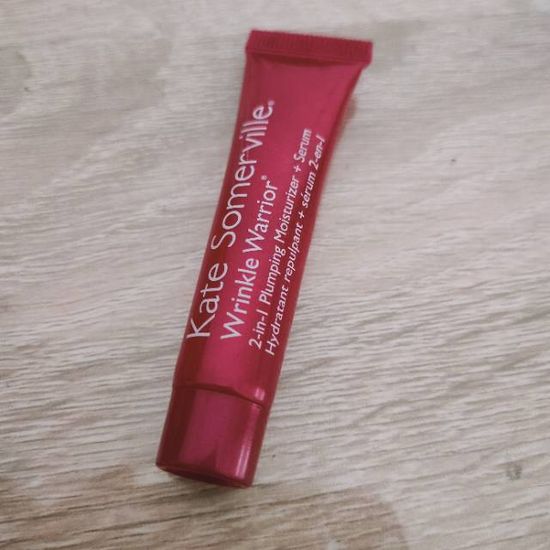 Kate Somerville®
Wrinkle Warrior®
2-in-1 Plumping Moisturizer + Serum
Hydratant repulpant + sérum 2-en-1